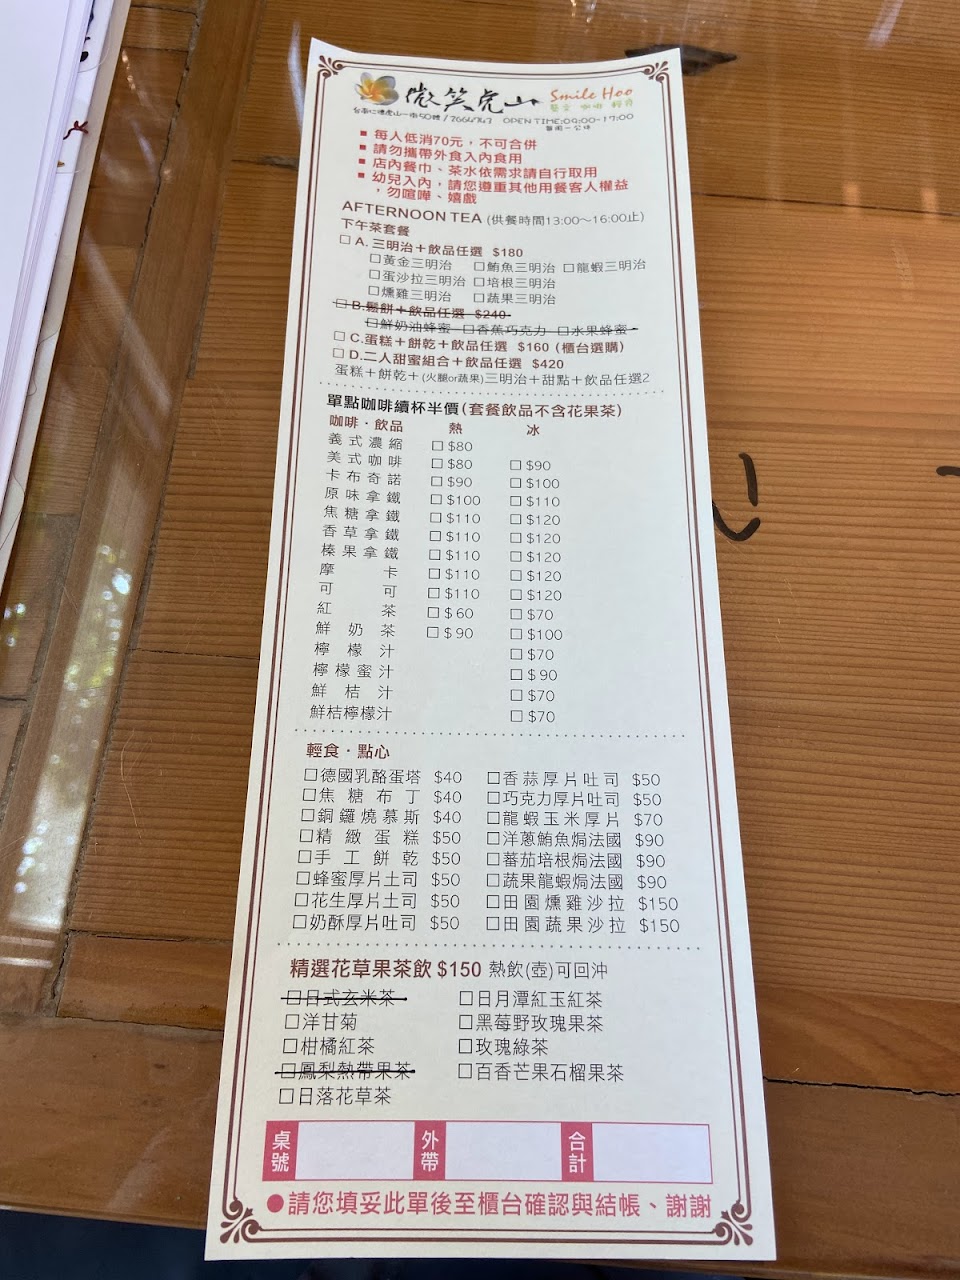 微笑虎山 Smile Hoo
藝文 咖啡 輕食
OPEN TIME:09:00-17:00
■ 每人低消70元，不可合併
■ 請勿攜帶外食入內食用
■ 店內餐巾、茶水依需求請自行取用
■ 幼兒入內，請您遵重其他用餐客人權益
，勿喧嘩、嬉戲
AFTERNOON TEA (供餐時間13:00～16:00止)
下午茶套餐
□ A. 三明治＋飲品任選 $180
□黃金三明治 □鮪魚三明治 □龍蝦三明治
□蛋沙拉三明治 □培根三明治
□燻雞三明治 □蔬果三明治
□ B.鬆餅＋飲品任選 $240
□鮮奶油蜂蜜 □香蕉巧克力 □水果蜂蜜
□ C.蛋糕＋餅乾＋飲品任選 $160 (櫃台選購)
□ D.二人甜蜜組合＋飲品任選 $420
蛋糕＋餅乾＋(火腿or蔬果)三明治＋甜點＋飲品任選2
單點咖啡續杯半價(套餐飲品不含花果茶)
咖啡．飲品 熱 冰
義式濃縮 □ $80
美式咖啡 □ $80 □ $90
卡布奇諾 □ $90 □ $100
原味拿鐵 □ $100 □ $110
焦糖拿鐵 □ $110 □ $120
香草拿鐵 □ $110 □ $120
榛果拿鐵 □ $110 □ $120
摩卡 □ $110 □ $120
可可 □ $110 □ $120
紅茶 □ $60 □ $70
鮮奶茶 □ $90 □ $100
檸檬汁 □ $70
檸檬蜜汁 □ $90
鮮桔汁 □ $70
鮮桔檸檬汁 □ $70
輕食．點心
□德國乳酪蛋塔 $40 □香蒜厚片吐司 $50
□焦糖布丁 $40 □巧克力厚片吐司 $50
□銅鑼燒慕斯 $40 □龍蝦玉米厚片 $70
□精緻蛋糕 $50 □洋蔥鮪魚焗法國 $90
□手工餅乾 $50 □蕃茄培根焗法國 $90
□蜂蜜厚片土司 $50 □蔬果龍蝦焗法國 $90
□花生厚片土司 $50 □田園燻雞沙拉 $150
□奶酥厚片吐司 $50 □田園蔬果沙拉 $150
精選花草果茶飲 $150 熱飲(壺)可回沖
□日式玄米茶 □日月潭紅玉紅茶
□洋甘菊 □黑莓野玫瑰果茶
□柑橘紅茶 □玫瑰綠茶
□鳳梨熱帶果茶 □百香芒果石榴果茶
□日落花草茶
桌號 外帶 合計
●請您填妥此單後至櫃台確認與結帳、謝謝